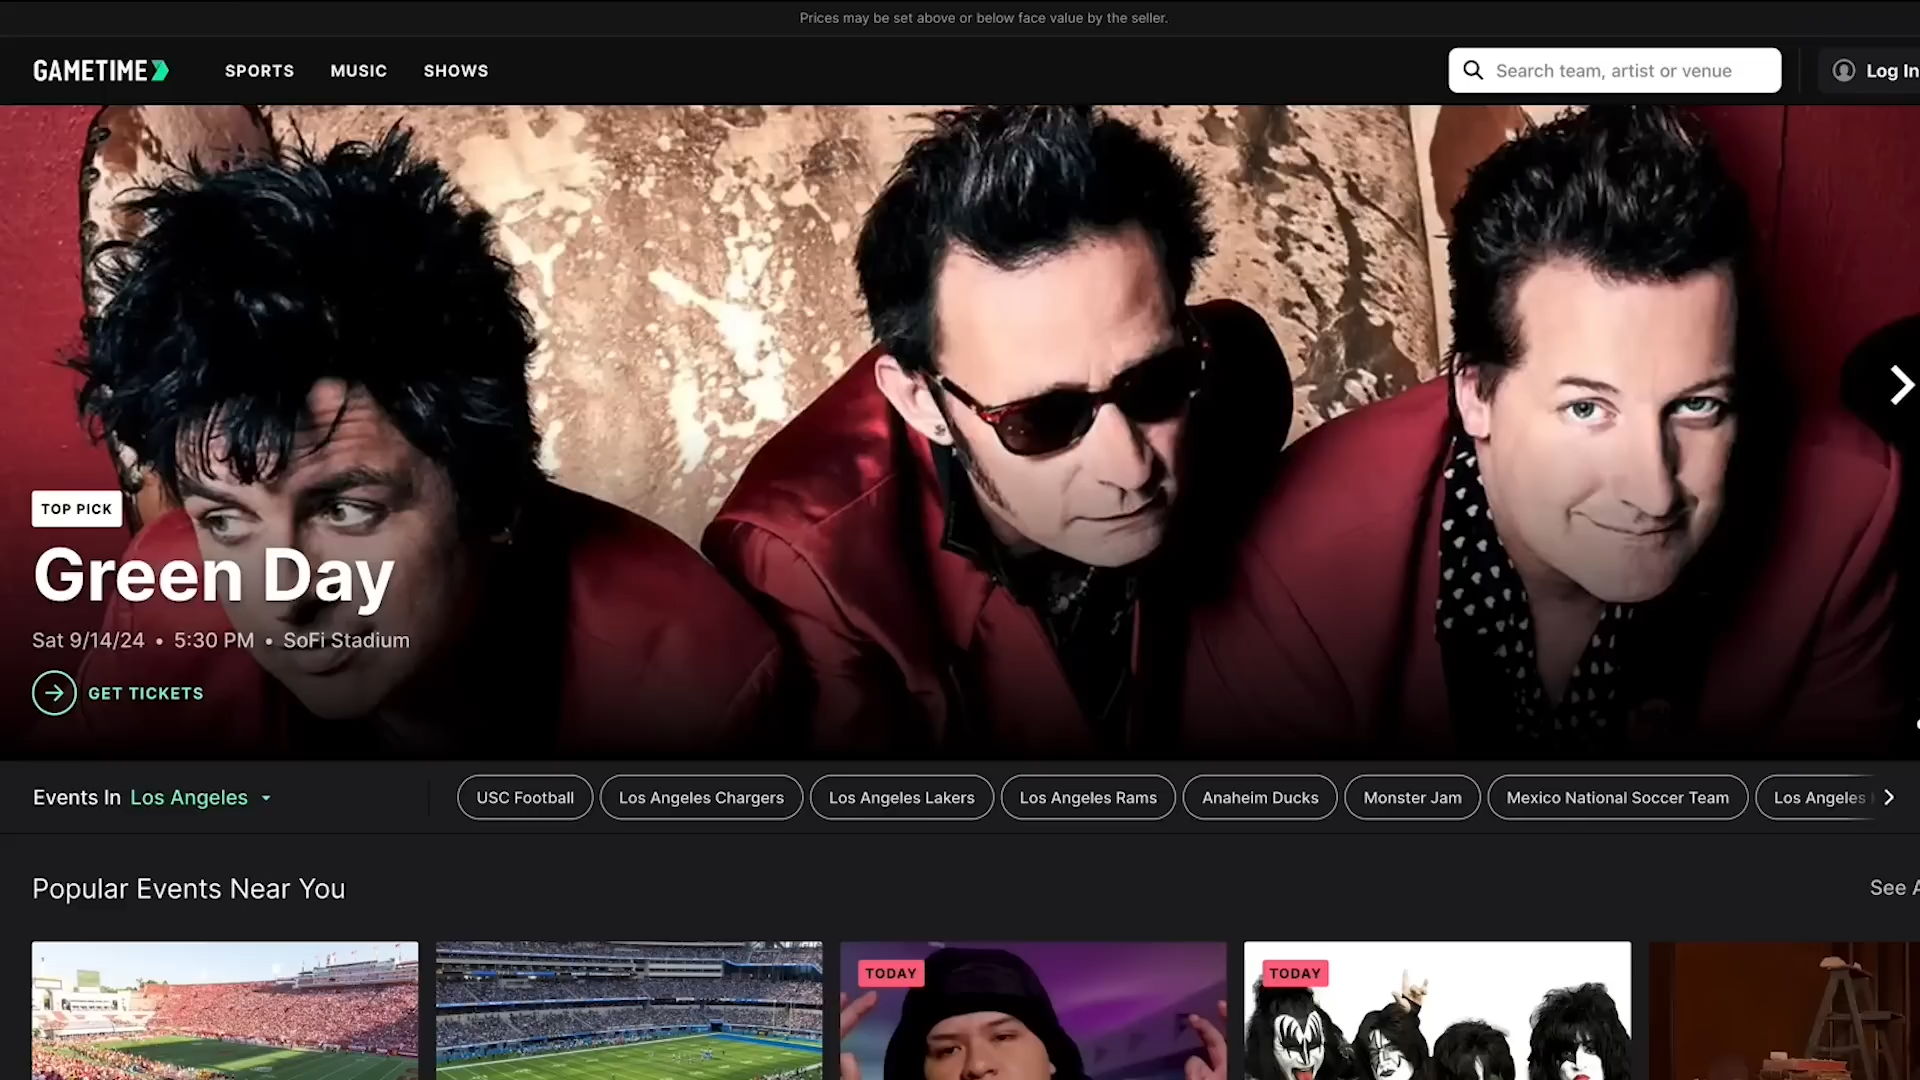 Prices may be set above or below face value by the seller.
GAMETIME
SPORTS
MUSIC
SHOWS
Search team, artist or venue
Log In
TOP PICK
Green Day
Sat 9/14/24 • 5:30 PM • SoFi Stadium
GET TICKETS
Events In Los Angeles
USC Football
Los Angeles Chargers
Los Angeles Lakers
Los Angeles Rams
Anaheim Ducks
Monster Jam
Mexico National Soccer Team
Los Angeles
Popular Events Near You
See A
TODAY
TODAY